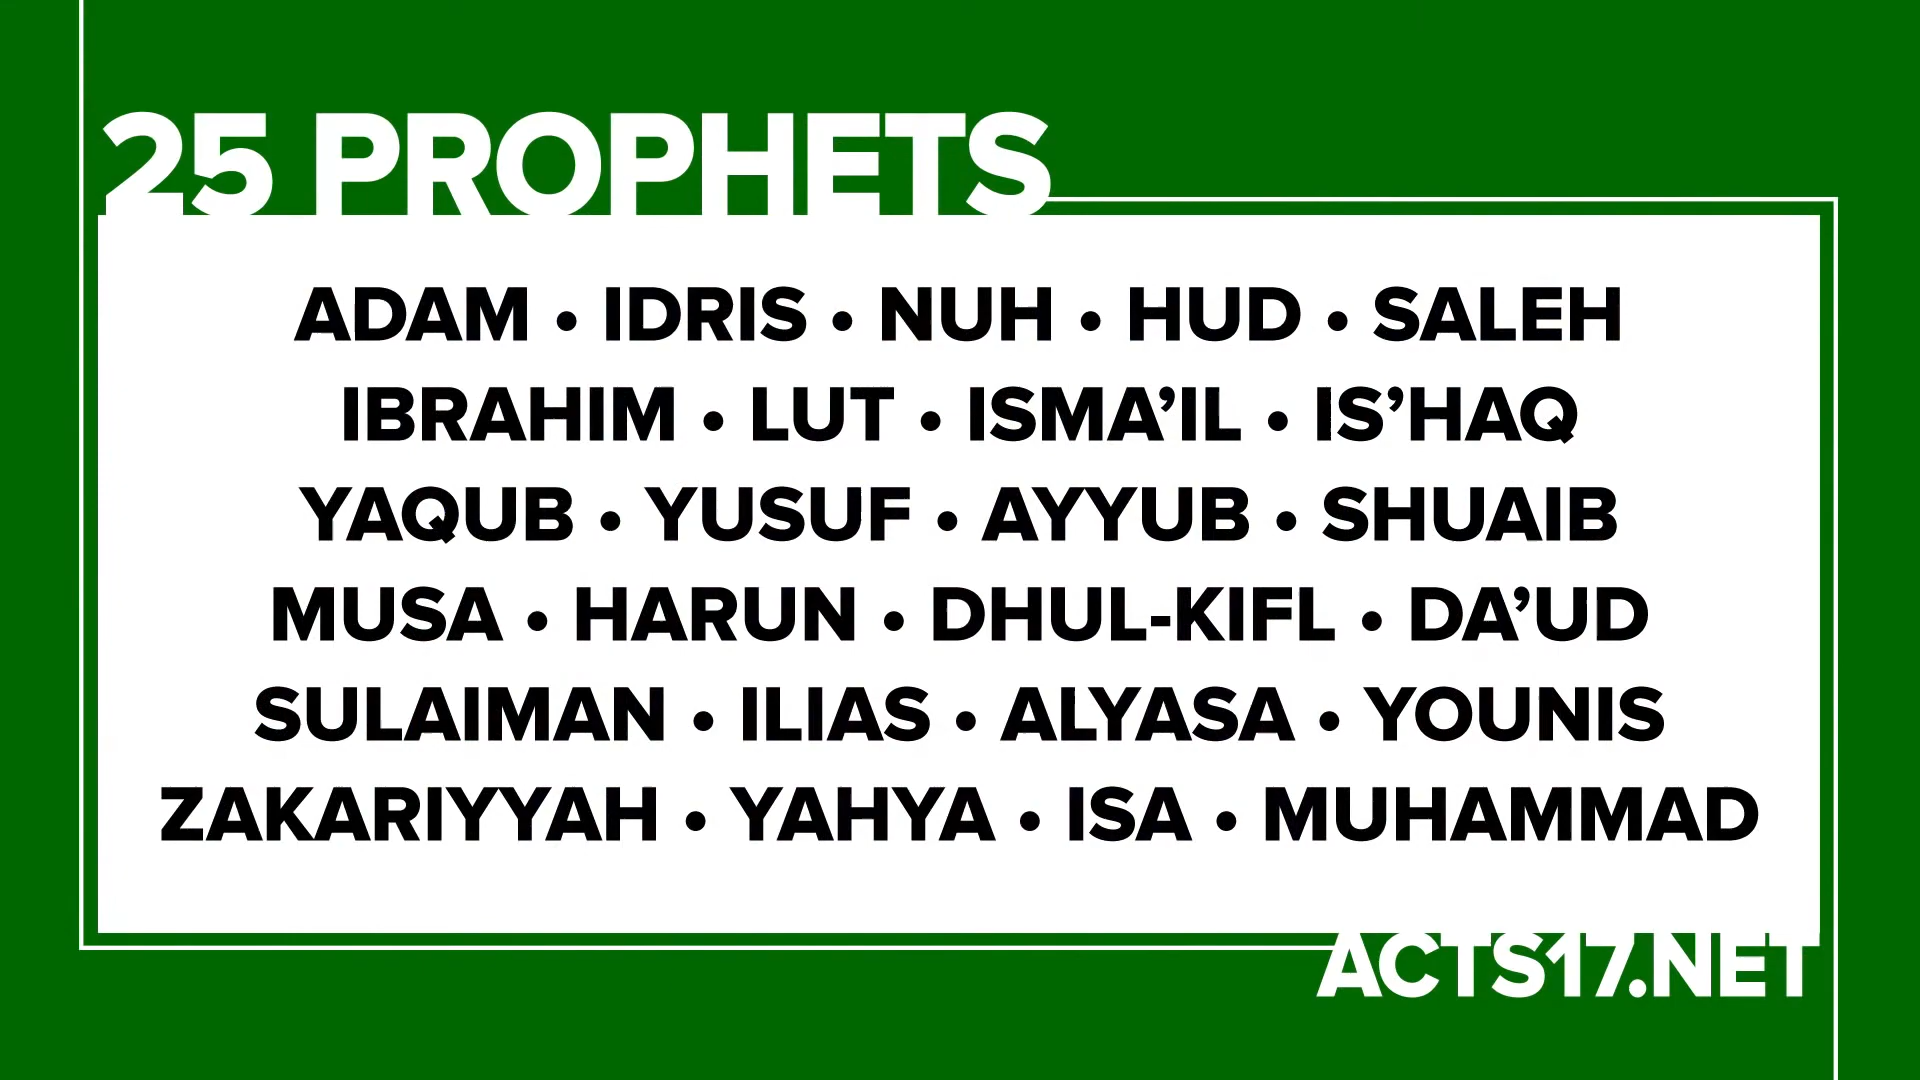 25 PROPHETS
ADAM • IDRIS • NUH • HUD • SALEH
IBRAHIM • LUT • ISMA’IL • IS’HAQ
YAQUB • YUSUF • AYYUB • SHUAIB
MUSA • HARUN • DHUL-KIFL • DA’UD
SULAIMAN • ILIAS • ALYASA • YOUNIS
ZAKARIYYAH • YAHYA • ISA • MUHAMMAD
ACTS17.NET